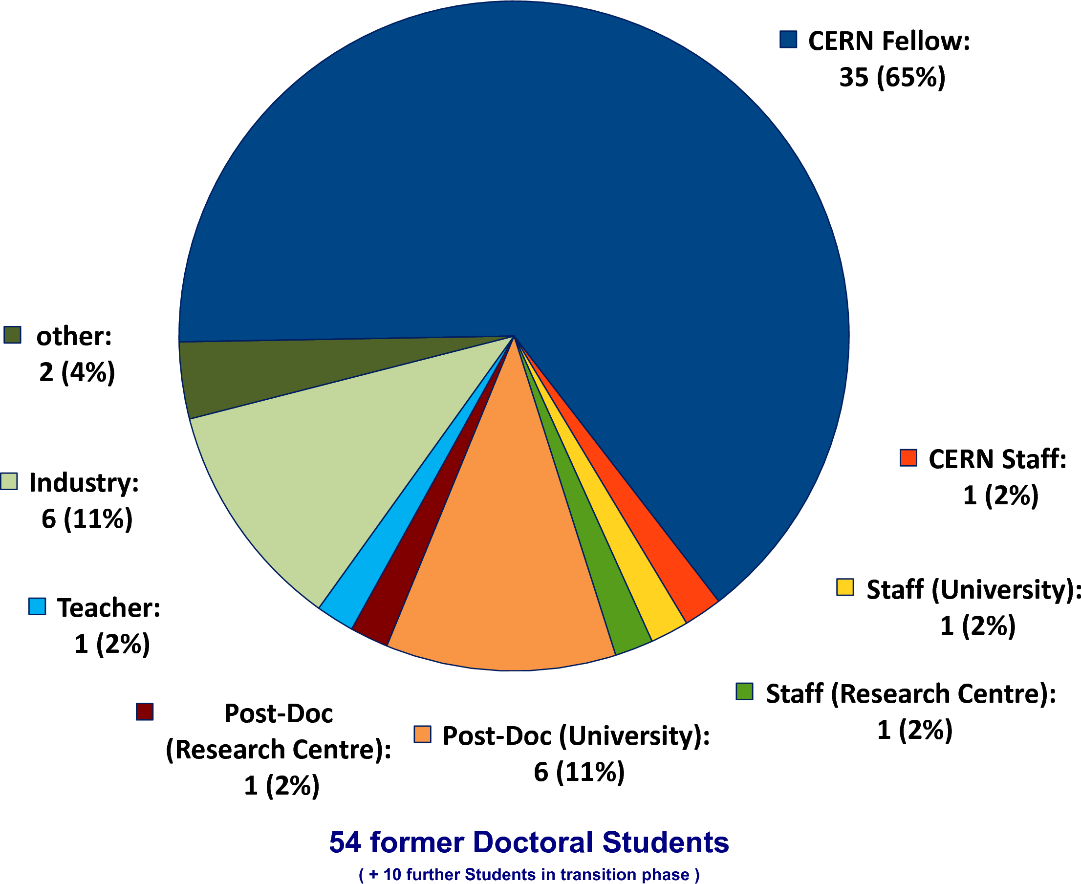 CERN Fellow:
35 (65%)
other:
2 (4%)
CERN Staff:
1 (2%)
Industry:
6 (11%)
Staff (University):
1 (2%)
Teacher:
1 (2%)
Staff (Research Centre):
1 (2%)
Post-Doc
(Research Centre):
1 (2%)
Post-Doc (University):
6 (11%)
54 former Doctoral Students
( + 10 further Students in transition phase )